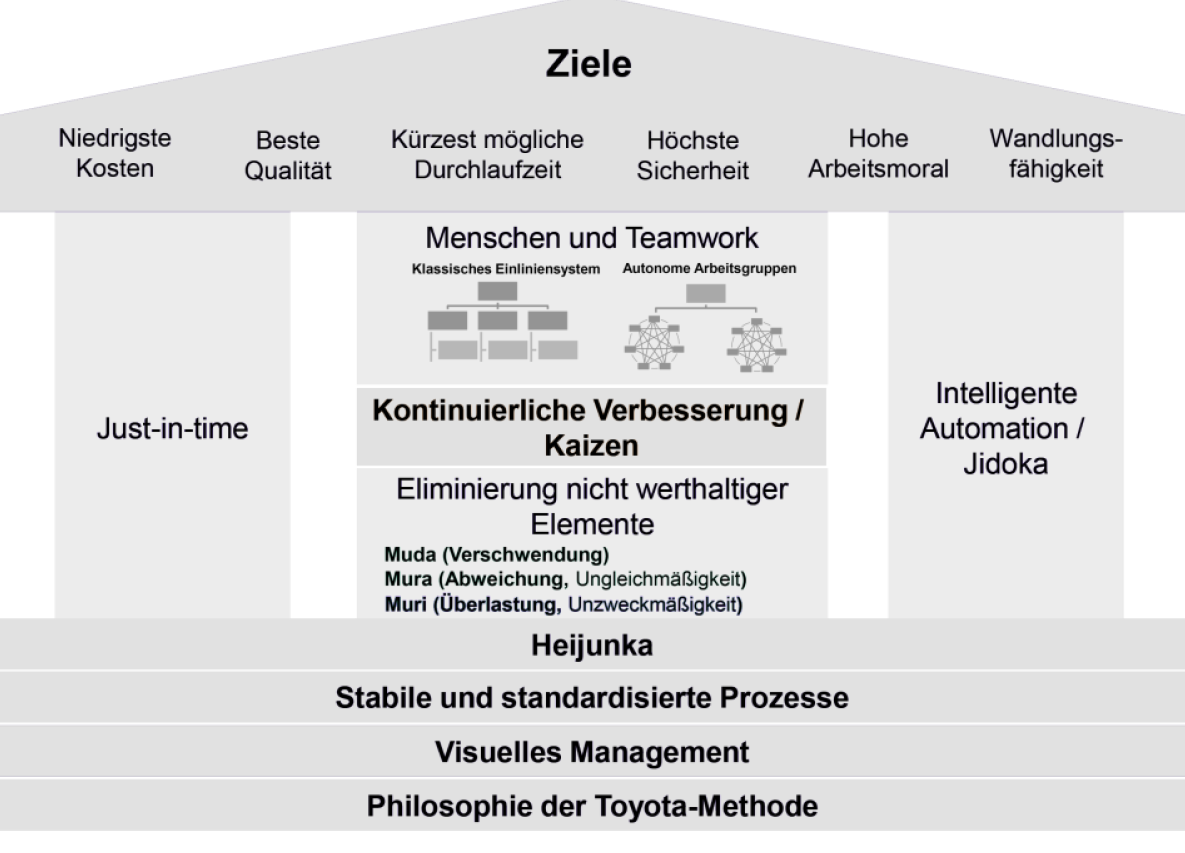 Ziele
Niedrigste
Kosten
Beste
Qualität
Kürzest mögliche
Durchlaufzeit
Höchste
Sicherheit
Hohe
Arbeitsmoral
Wandlungs-
fähigkeit
Just-in-time
Menschen und Teamwork
Klassisches Einliniensystem
Autonome Arbeitsgruppen
Kontinuierliche Verbesserung /
Kaizen
Eliminierung nicht werthaltiger
Elemente
Muda (Verschwendung)
Mura (Abweichung, Ungleichmäßigkeit)
Muri (Überlastung, Unzweckmäßigkeit)
Intelligente
Automation /
Jidoka
Heijunka
Stabile und standardisierte Prozesse
Visuelles Management
Philosophie der Toyota-Methode